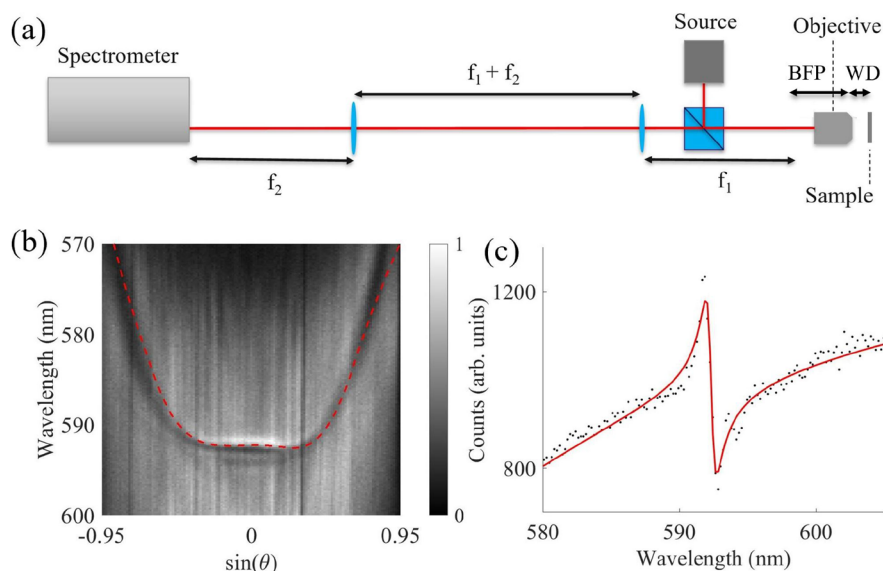 (a)
Source
Objective
Spectrometer
f₁ + f₂
BFP
WD
f₂
f₁
Sample
(b)
570
580
590
600
Wavelength (nm)
-0.95
0
0.95
sin(θ)
1
0
(c)
1200
800
Counts (arb. units)
580
590
600
Wavelength (nm)